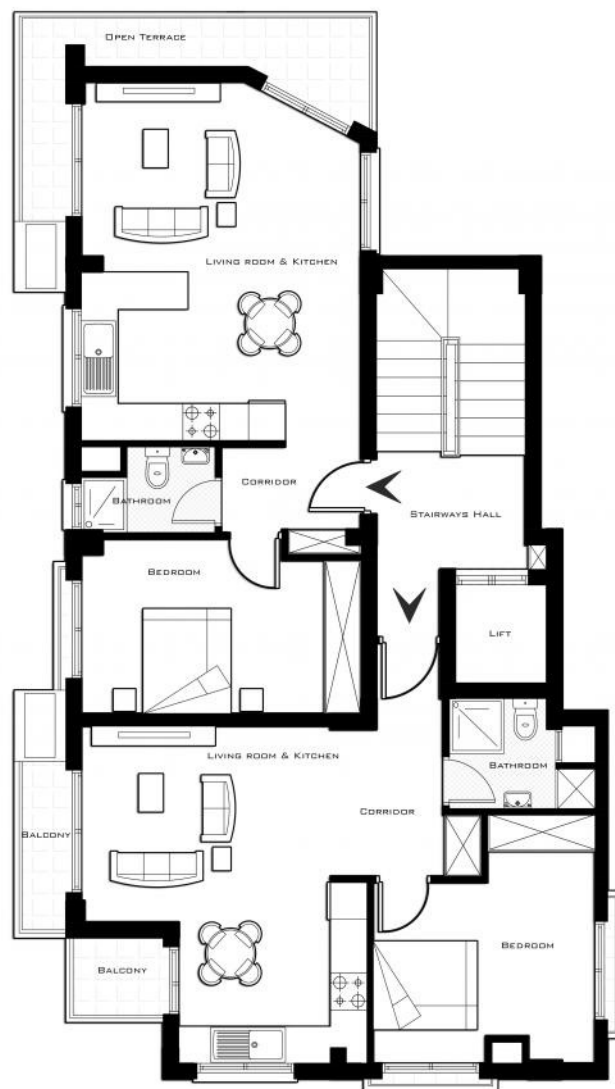 Open Terrace
Living room & Kitchen
Corridor
Bathroom
Stairways Hall
Bedroom
Lift
Living room & Kitchen
Bathroom
Corridor
Balcony
Bedroom
Balcony